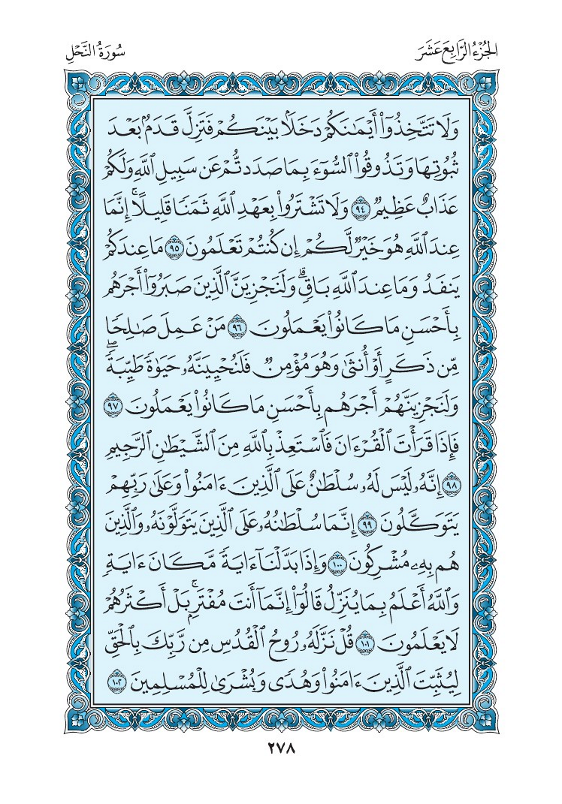 الجُزْءُ الرَّابِعَ عَشَرَ
سُورَةُ النَّحْلِ
وَلَا تَتَّخِذُوٓا۟ أَيْمَٰنَكُمْ دَخَلًۢا بَيْنَكُمْ فَتَزِلَّ قَدَمٌۢ بَعْدَ
ثُبُوتِهَا وَتَذُوقُوا۟ ٱلسُّوٓءَ بِمَا صَدَدتُّمْ عَن سَبِيلِ ٱللَّهِ وَلَكُمْ
عَذَابٌ عَظِيمٌ ٩٤ وَلَا تَشْتَرُوا۟ بِعَهْدِ ٱللَّهِ ثَمَنًا قَلِيلًا ۚ إِنَّمَا
عِندَ ٱللَّهِ هُوَ خَيْرٌ لَّكُمْ إِن كُنتُمْ تَعْلَمُونَ ٩٥ مَا عِندَكُمْ
يَنفَدُ وَمَا عِندَ ٱللَّهِ بَاقٍ ۗ وَلَنَجْزِيَنَّ ٱلَّذِينَ صَبَرُوٓا۟ أَجْرَهُم
بِأَحْسَنِ مَا كَانُوا۟ يَعْمَلُونَ ٩٦ مَنْ عَمِلَ صَٰلِحًا
مِّن ذَكَرٍ أَوْ أُنثَىٰ وَهُوَ مُؤْمِنٌ فَلَنُحْيِيَنَّهُۥ حَيَوٰةً طَيِّبَةً ۖ
وَلَنَجْزِيَنَّهُمْ أَجْرَهُم بِأَحْسَنِ مَا كَانُوا۟ يَعْمَلُونَ ٩٧
فَإِذَا قَرَأْتَ ٱلْقُرْءَانَ فَٱسْتَعِذْ بِٱللَّهِ مِنَ ٱلشَّيْطَٰنِ ٱلرَّجِيمِ
٩٨ إِنَّهُۥ لَيْسَ لَهُۥ سُلْطَٰنٌ عَلَى ٱلَّذِينَ ءَامَنُوا۟ وَعَلَىٰ رَبِّهِمْ
يَتَوَكَّلُونَ ٩٩ إِنَّمَا سُلْطَٰنُهُۥ عَلَى ٱلَّذِينَ يَتَوَلَّوْنَهُۥ وَٱلَّذِينَ
هُم بِهِۦ مُشْرِكُونَ ١٠٠ وَإِذَا بَدَّلْنَآ ءَايَةً مَّكَانَ ءَايَةٍ ۙ
وَٱللَّهُ أَعْلَمُ بِمَا يُنَزِّلُ قَالُوٓا۟ إِنَّمَآ أَنتَ مُفْتَرٍۭ ۚ بَلْ أَكْثَرُهُمْ
لَا يَعْلَمُونَ ١٠١ قُلْ نَزَّلَهُۥ رُوحُ ٱلْقُدُسِ مِن رَّبِّكَ بِٱلْحَقِّ
لِيُثَبِّتَ ٱلَّذِينَ ءَامَنُوا۟ وَهُدًى وَبُشْرَىٰ لِلْمُسْلِمِينَ ١٠٢
٢٧٨